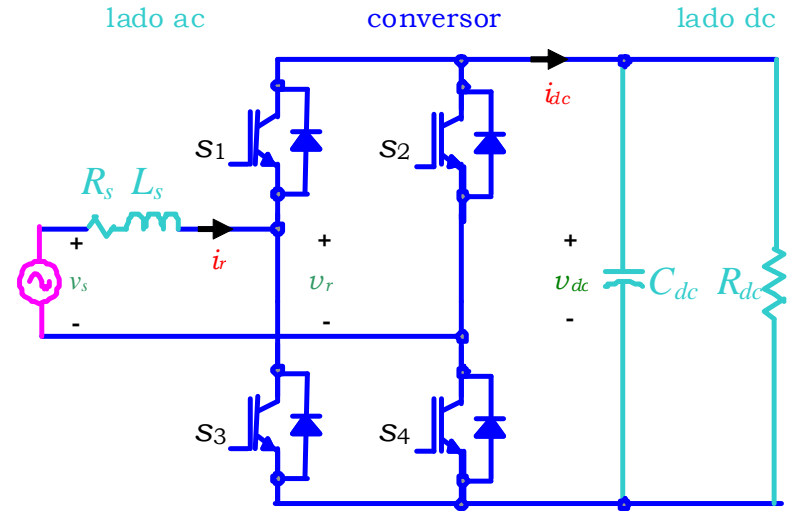 lado ac conversor lado dc
i_dc
S1 S2
R_s L_s
+ i_r + +
v_s v_r v_dc C_dc R_dc
- - -
S3 S4